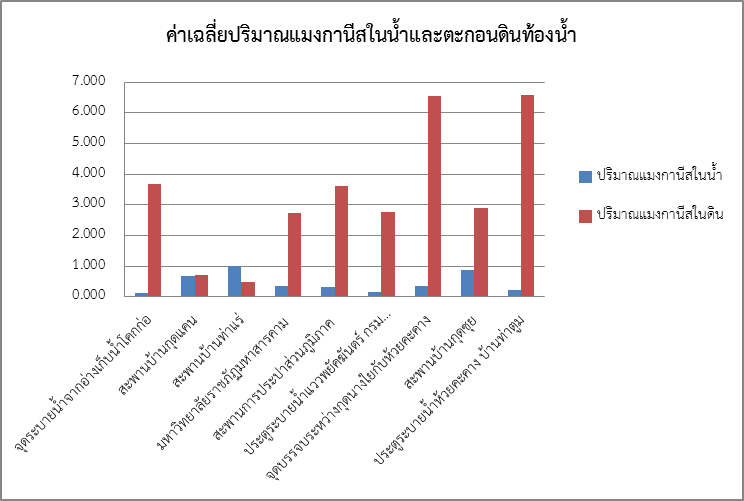 ค่าเฉลี่ยปริมาณแมงกานีสในน้ำและตะกอนดินท้องน้ำ
7.000
6.000
5.000
4.000
3.000
2.000
1.000
0.000
ปริมาณแมงกานีสในน้ำ
ปริมาณแมงกานีสในดิน
จุดระบายน้ำจากอ่างเก็บน้ำโคกก่อ
สะพานบ้านกุดแคน
สะพานบ้านท่าแร่
มหาวิทยาลัยราชภัฏมหาสารคาม
สะพานการประปาส่วนภูมิภาค
ประตูระบายน้ำแววพยัคฆันตร์ กรม...
จุดบรรจบระหว่างกุดนางใยกับห้วยคะคาง
สะพานบ้านกุดซุย
ประตูระบายน้ำห้วยคะคาง บ้านท่าตูม